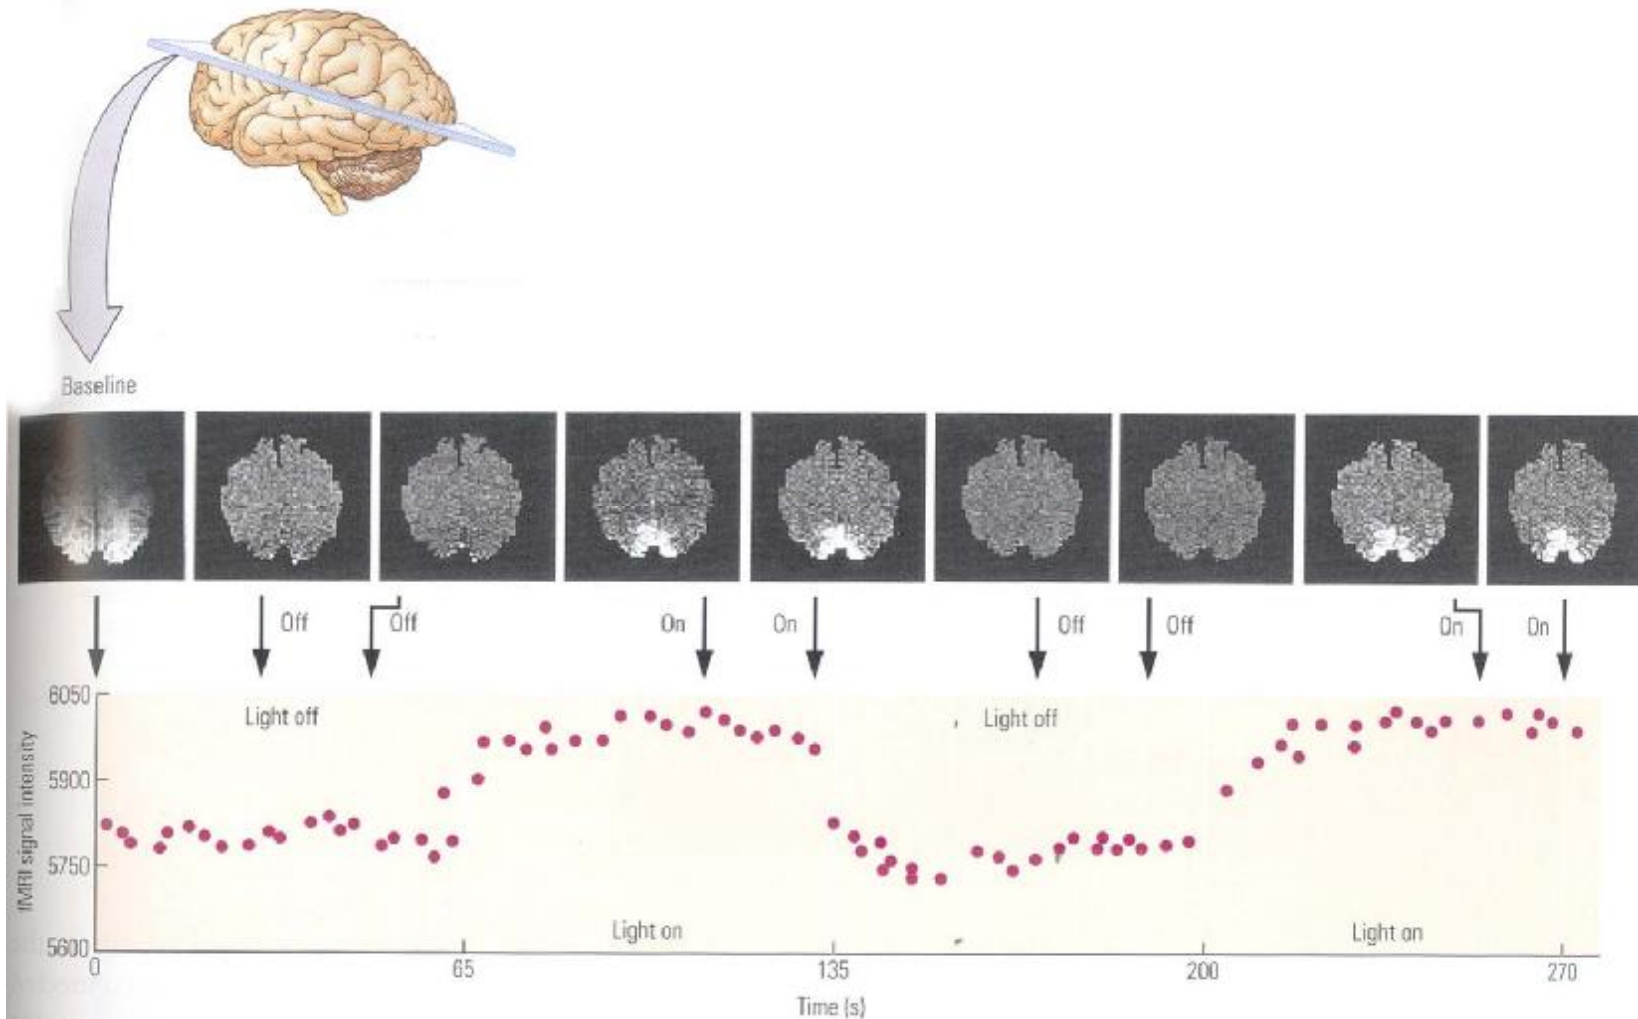 Baseline
Off
Off
On
On
Off
Off
On
On
6050
5900
5750
5600
fMRI signal intensity
Light off
Light on
Light off
Light on
0
65
135
200
270
Time (s)